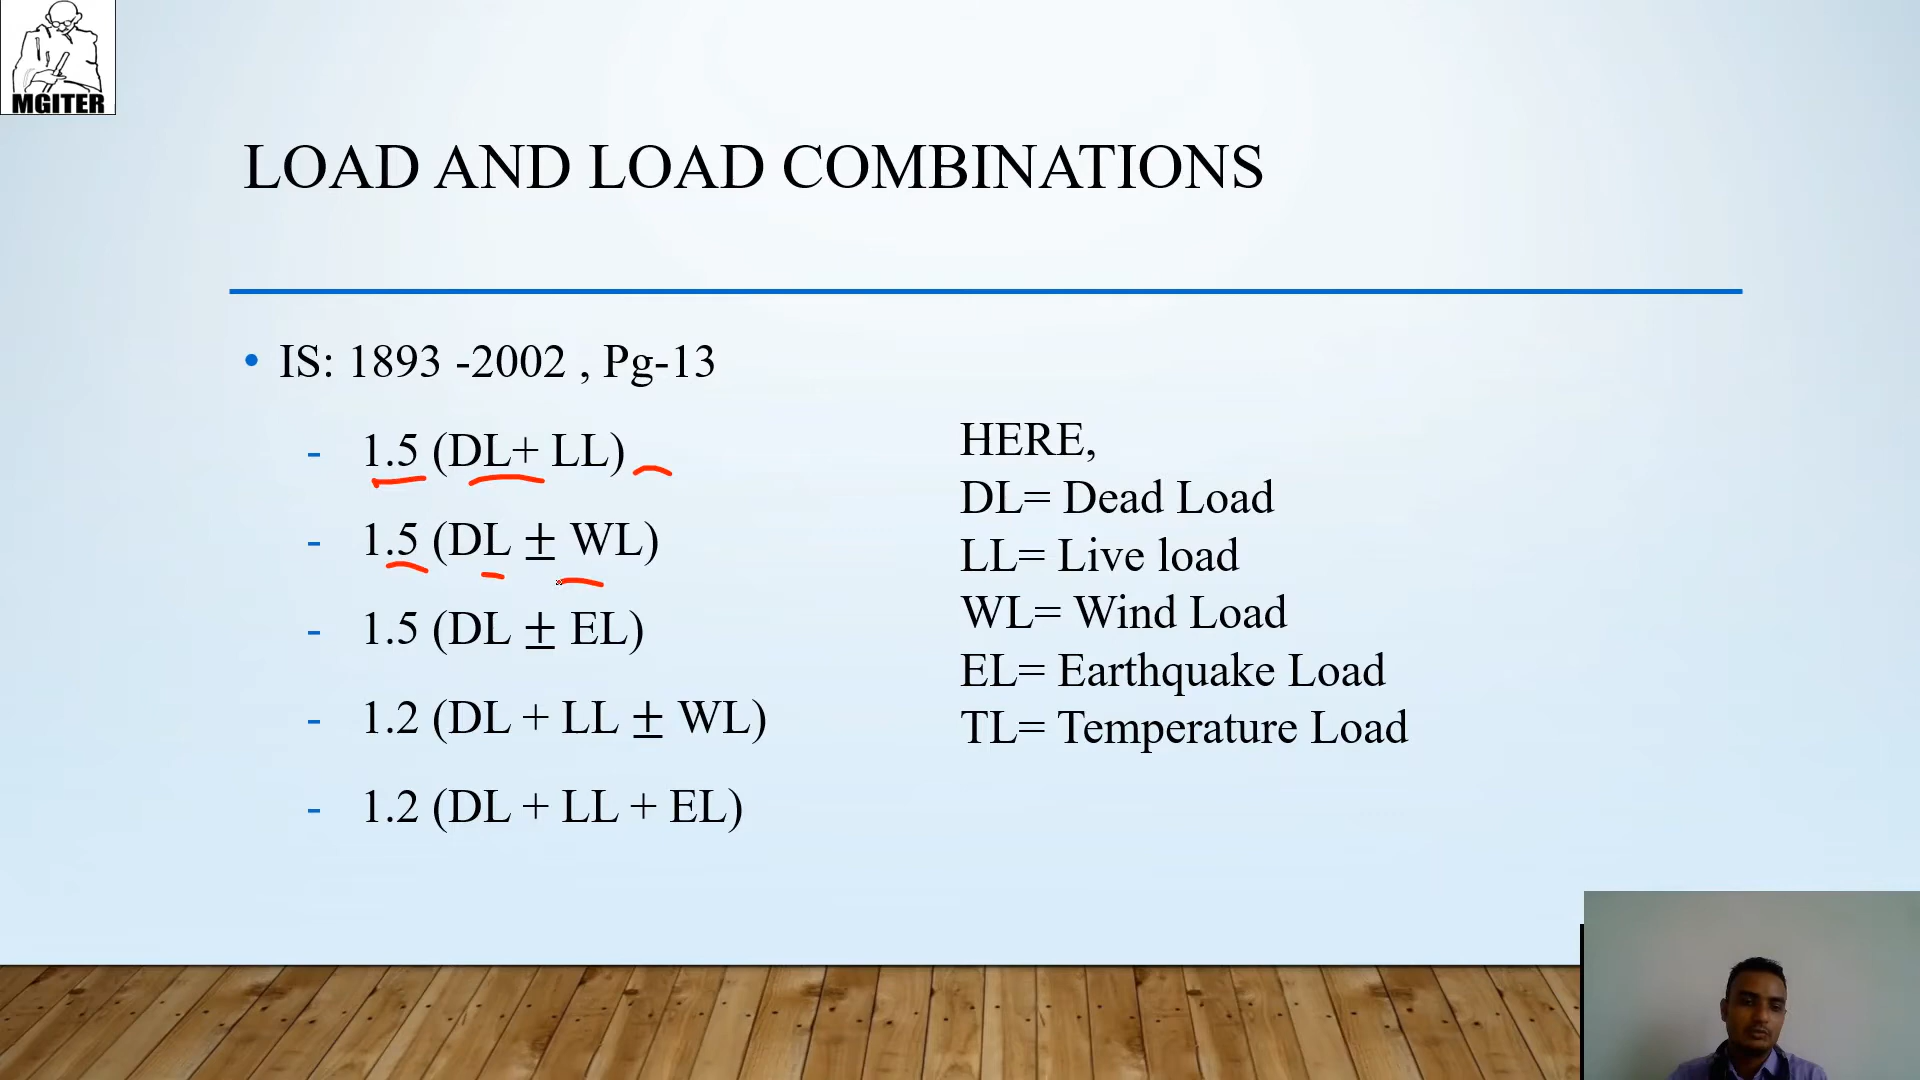 MGITER
LOAD AND LOAD COMBINATIONS
• IS: 1893 -2002 , Pg-13
- 1.5 (DL+ LL)
- 1.5 (DL ± WL)
- 1.5 (DL ± EL)
- 1.2 (DL + LL ± WL)
- 1.2 (DL + LL + EL)
HERE,
DL= Dead Load
LL= Live load
WL= Wind Load
EL= Earthquake Load
TL= Temperature Load